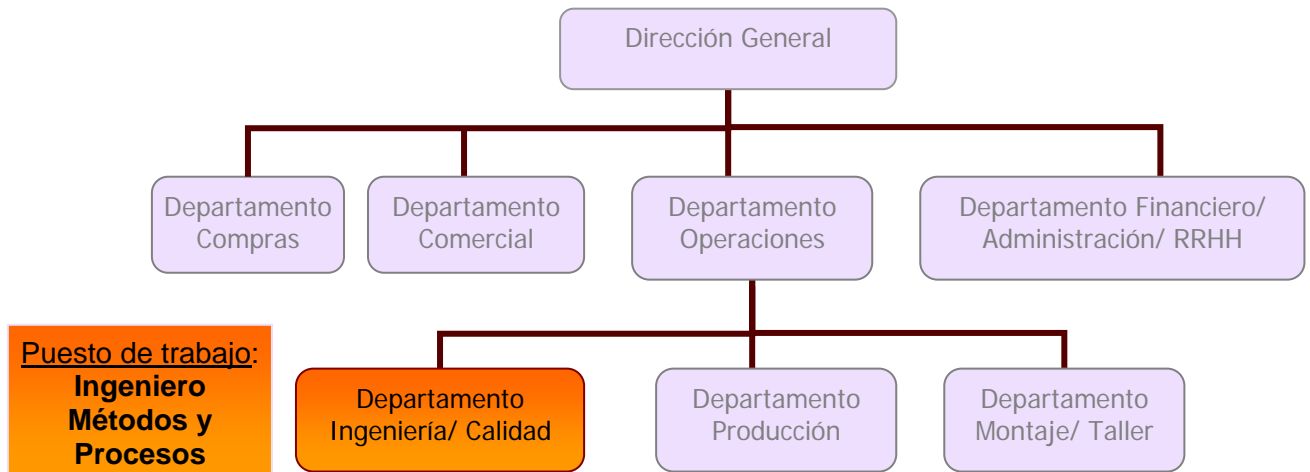 Dirección General
Departamento
Compras
Departamento
Comercial
Departamento
Operaciones
Departamento Financiero/
Administración/ RRHH
Puesto de trabajo:
Ingeniero
Métodos y
Procesos
Departamento
Ingeniería/ Calidad
Departamento
Producción
Departamento
Montaje/ Taller